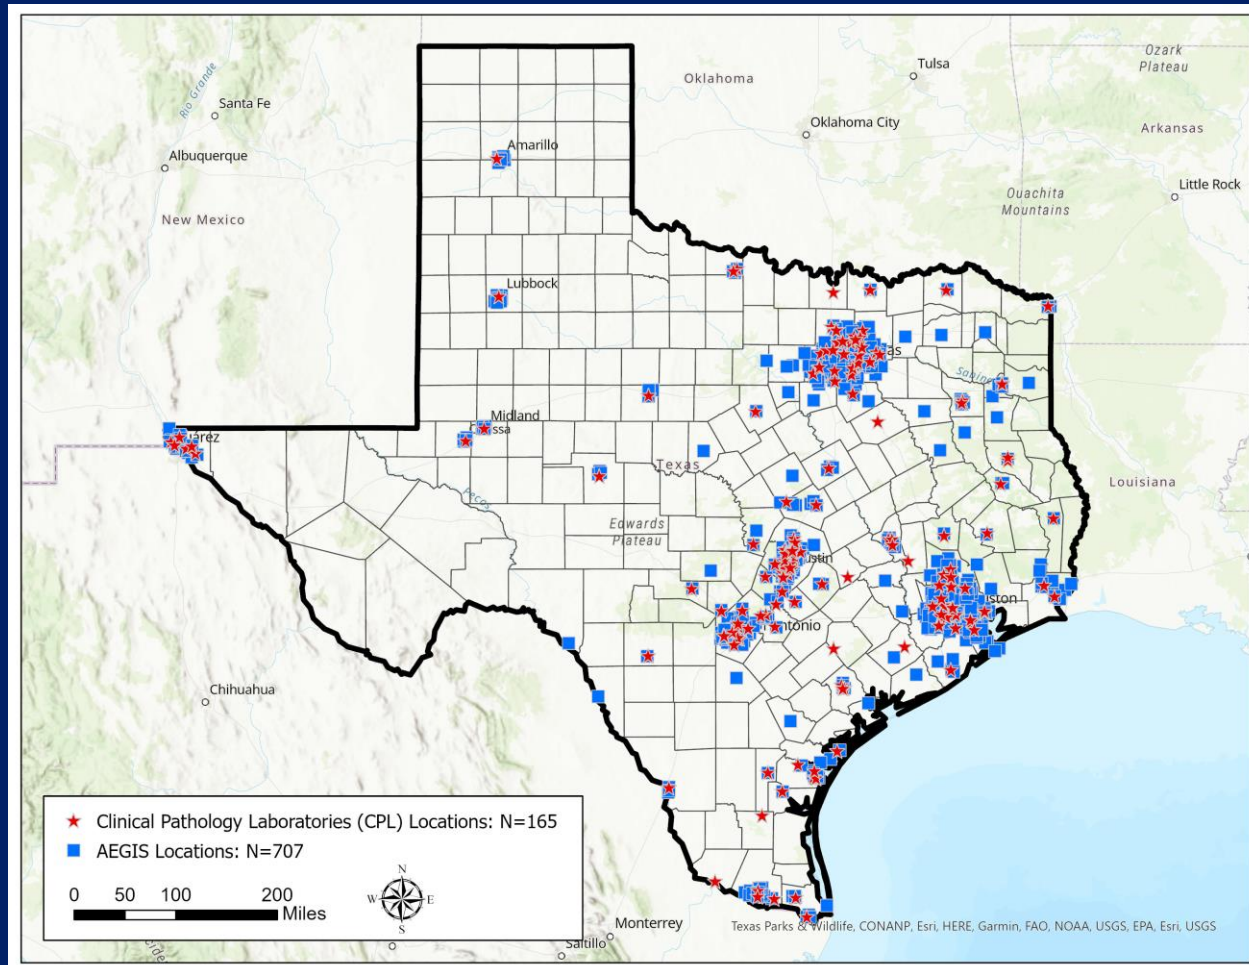 Ozark
Plateau
Tulsa
Oklahoma
Rio Grande
Santa Fe
Oklahoma City
Arkansas
Amarillo
Albuquerque
Little Rock
Ouachita
Mountains
New Mexico
Lubbock
Midland
Texas
Louisiana
Pecos
Edwards
Plateau
Chihuahua
Clinical Pathology Laboratories (CPL) Locations: N=165
AEGIS Locations: N=707
0 50 100 200
Miles
N
W E
S
Monterrey
Saltillo
Texas Parks & Wildlife, CONANP, Esri, HERE, Garmin, FAO, NOAA, USGS, EPA, Esri, USGS